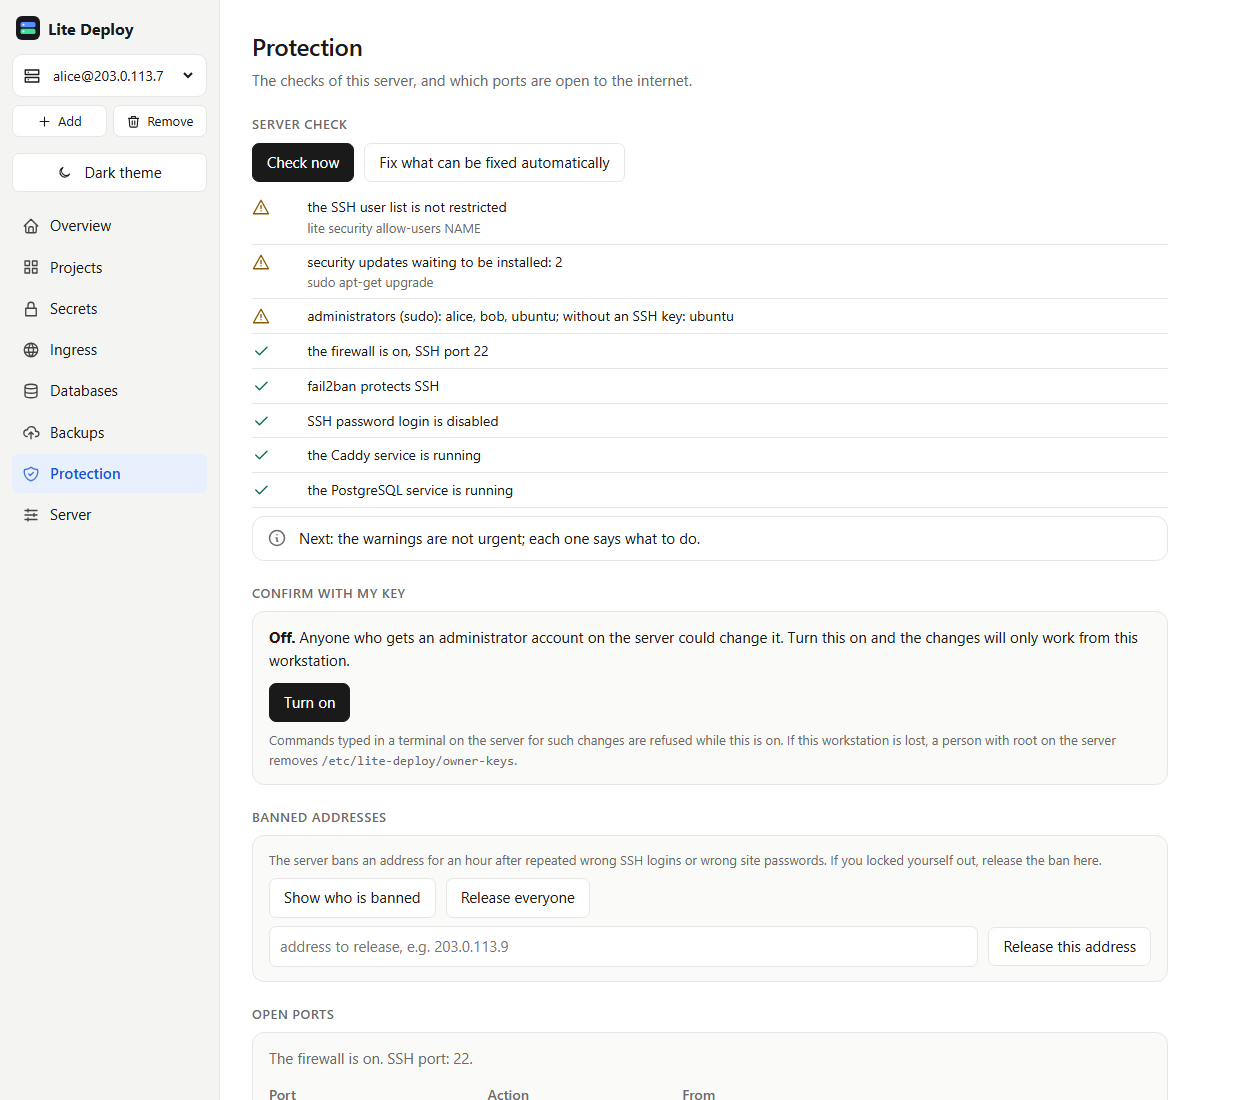 Lite Deploy
alice@203.0.113.7
Add
Remove
Dark theme
Overview
Projects
Secrets
Ingress
Databases
Backups
Protection
Server
Protection
The checks of this server, and which ports are open to the internet.
SERVER CHECK
Check now
Fix what can be fixed automatically
the SSH user list is not restricted
lite security allow-users NAME
security updates waiting to be installed: 2
sudo apt-get upgrade
administrators (sudo): alice, bob, ubuntu; without an SSH key: ubuntu
the firewall is on, SSH port 22
fail2ban protects SSH
SSH password login is disabled
the Caddy service is running
the PostgreSQL service is running
Next: the warnings are not urgent; each one says what to do.
CONFIRM WITH MY KEY
Off. Anyone who gets an administrator account on the server could change it. Turn this on and the changes will only work from this
workstation.
Turn on
Commands typed in a terminal on the server for such changes are refused while this is on. If this workstation is lost, a person with root on the server
removes /etc/lite-deploy/owner-keys.
BANNED ADDRESSES
The server bans an address for an hour after repeated wrong SSH logins or wrong site passwords. If you locked yourself out, release the ban here.
Show who is banned
Release everyone
address to release, e.g. 203.0.113.9
Release this address
OPEN PORTS
The firewall is on. SSH port: 22.
Port
Action
From